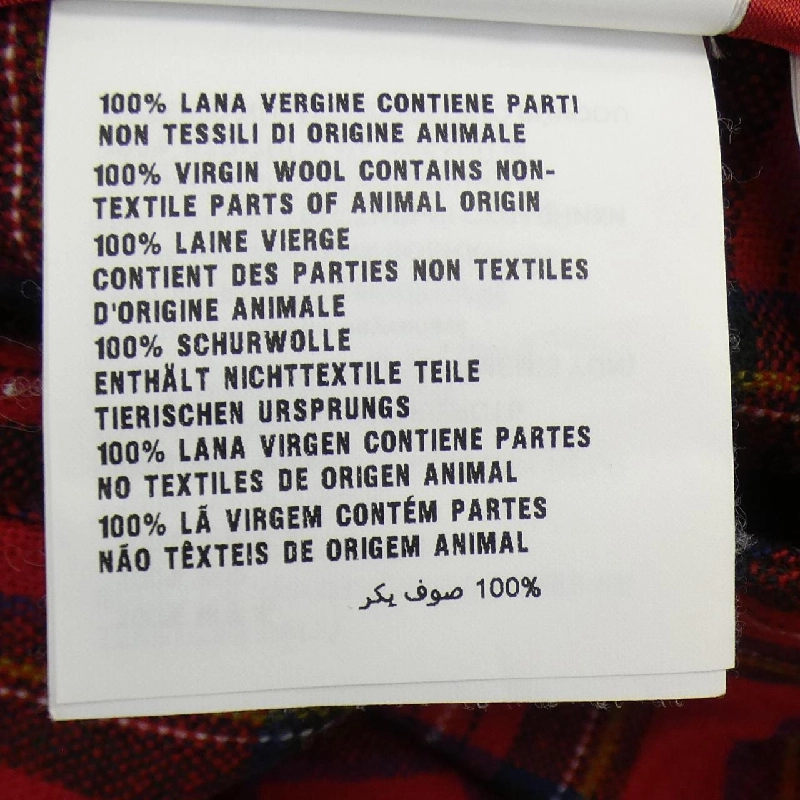 100% LANA VERGINE CONTIENE PARTI
NON TESSILI DI ORIGINE ANIMALE
100% VIRGIN WOOL CONTAINS NON-
TEXTILE PARTS OF ANIMAL ORIGIN
100% LAINE VIERGE
CONTIENT DES PARTIES NON TEXTILES
D'ORIGINE ANIMALE
100% SCHURWOLLE
ENTHÄLT NICHTTEXTILE TEILE
TIERISCHEN URSPRUNGS
100% LANA VIRGEN CONTIENE PARTES
NO TEXTILES DE ORIGEN ANIMAL
100% LÃ VIRGEM CONTÉM PARTES
NÃO TÊXTEIS DE ORIGEM ANIMAL
100% صوف بكر